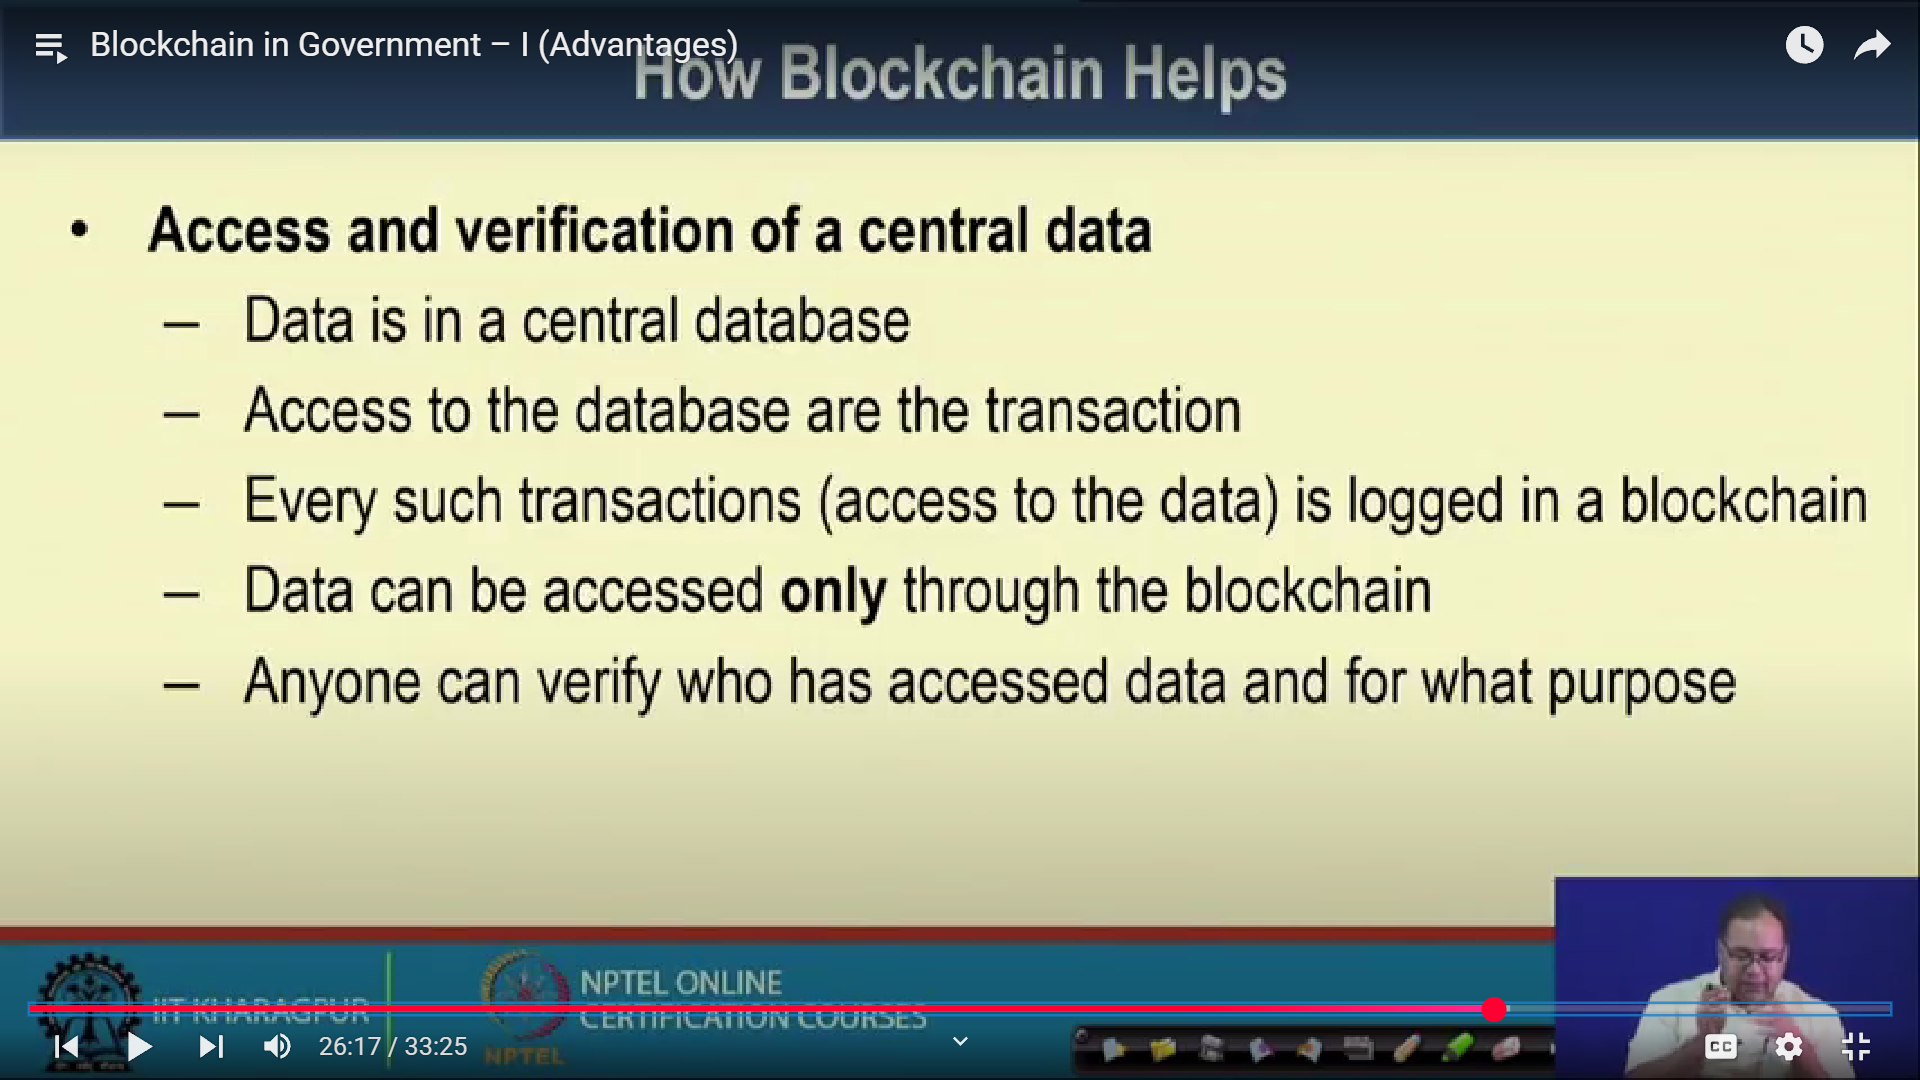 Blockchain in Government – I (Advantages)
How Blockchain Helps
• Access and verification of a central data
– Data is in a central database
– Access to the database are the transaction
– Every such transactions (access to the data) is logged in a blockchain
– Data can be accessed only through the blockchain
– Anyone can verify who has accessed data and for what purpose
IIT KHARAGPUR
NPTEL ONLINE
CERTIFICATION COURSES
NPTEL
26:17 / 33:25
CC